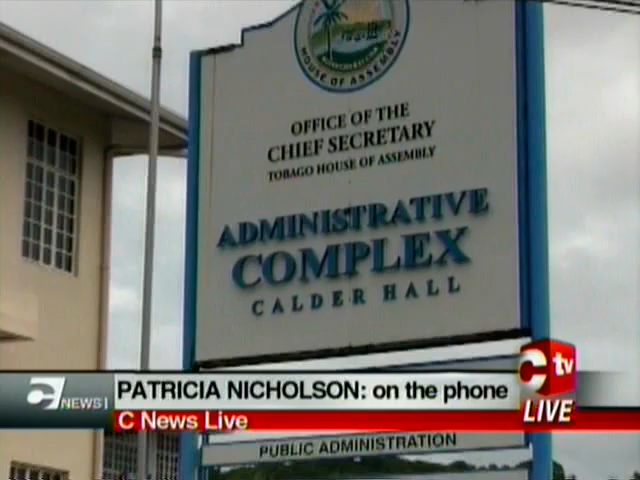 HOUSE OF ASSEMBLY
OFFICE OF THE
CHIEF SECRETARY
TOBAGO HOUSE OF ASSEMBLY
ADMINISTRATIVE
COMPLEX
CALDER HALL
C NEWS
PATRICIA NICHOLSON: on the phone
C tv
LIVE
C News Live
PUBLIC ADMINISTRATION